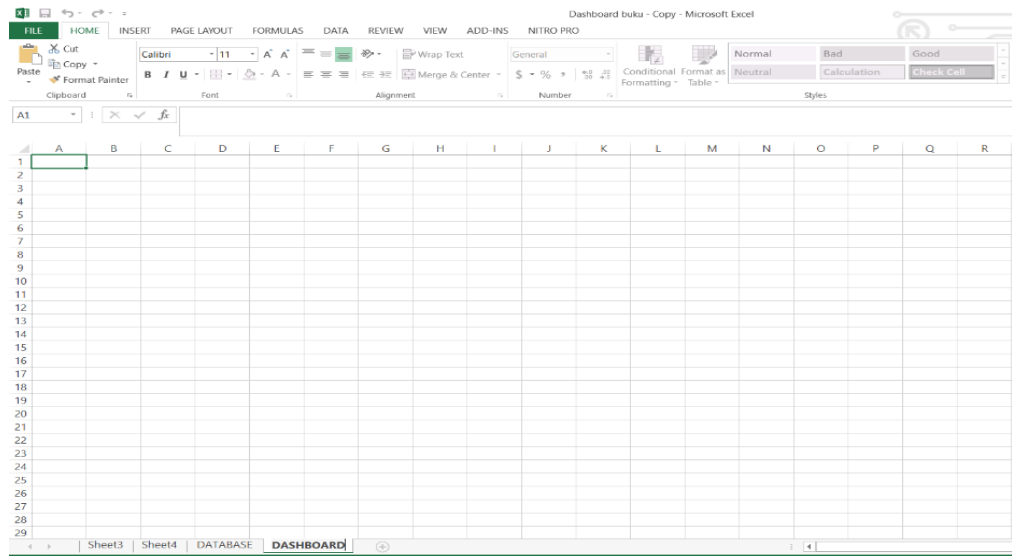 Dashboard buku - Copy - Microsoft Excel
FILE HOME INSERT PAGE LAYOUT FORMULAS DATA REVIEW VIEW ADD-INS NITRO PRO
Paste
Cut
Copy
Format Painter
Clipboard
Calibri 11 A A
B I U A
Font
Wrap Text
Merge & Center
Alignment
General
$ % ,
Number
Conditional Formatting
Format as Table
Normal Bad Good
Neutral Calculation Check Cell
Styles
A1 fx
A B C D E F G H I J K L M N O P Q R
1
2
3
4
5
6
7
8
9
10
11
12
13
14
15
16
17
18
19
20
21
22
23
24
25
26
27
28
29
Sheet3 Sheet4 DATABASE DASHBOARD